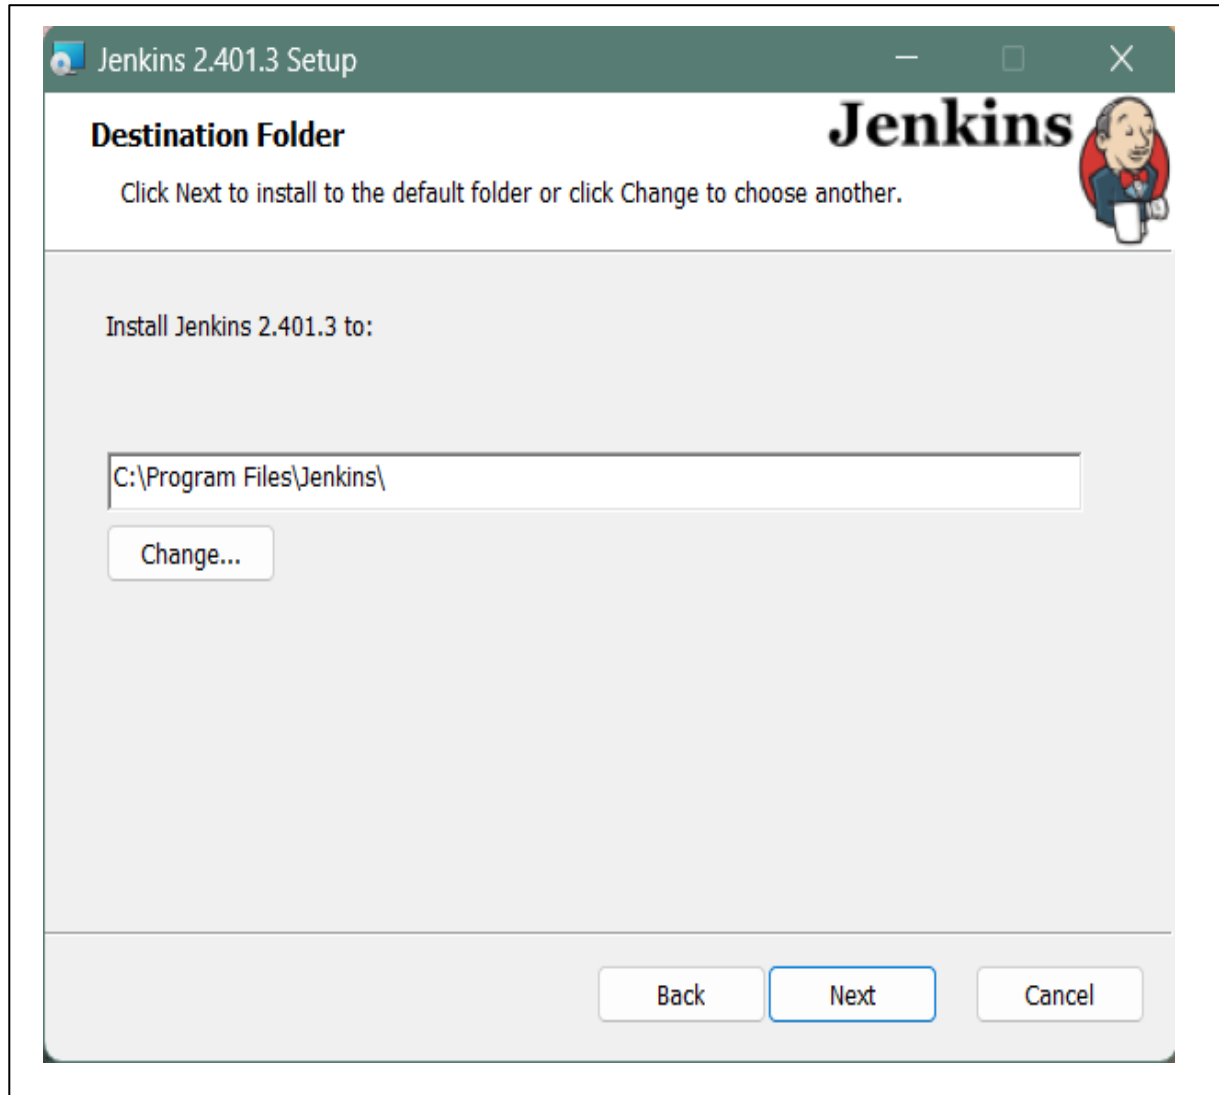 Jenkins 2.401.3 Setup
Jenkins
Destination Folder
Click Next to install to the default folder or click Change to choose another.
Install Jenkins 2.401.3 to:
C:\Program Files\Jenkins\
Change...
Back Next Cancel